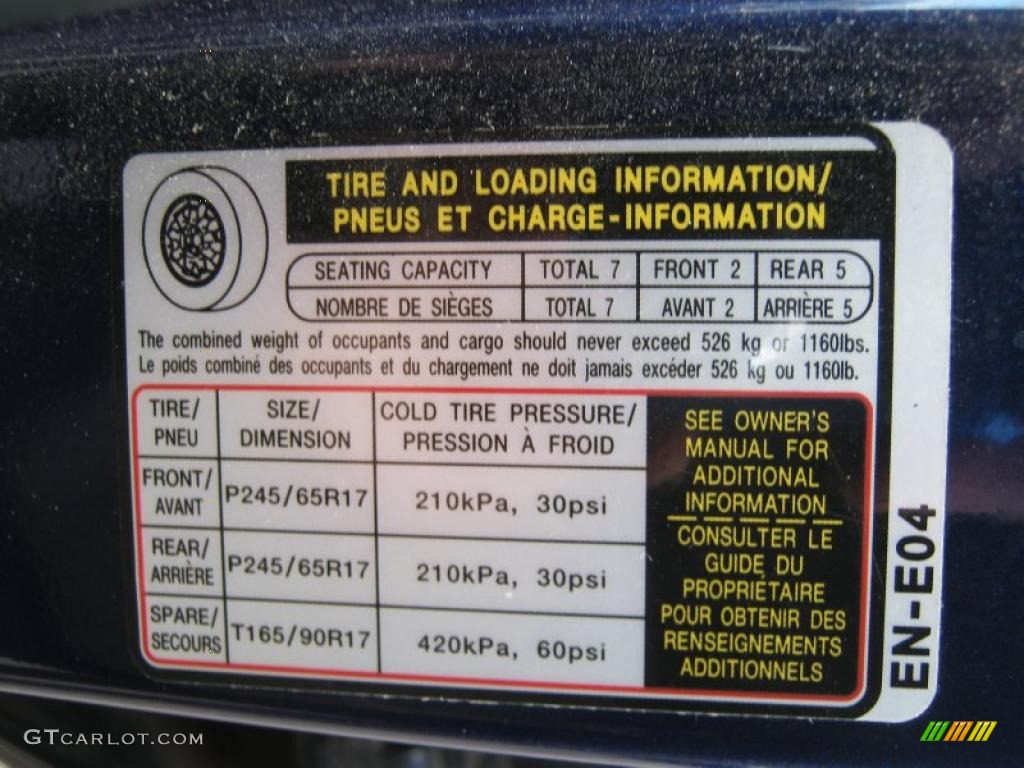 TIRE AND LOADING INFORMATION/
PNEUS ET CHARGE-INFORMATION
SEATING CAPACITY TOTAL 7 FRONT 2 REAR 5
NOMBRE DE SIÈGES TOTAL 7 AVANT 2 ARRIÈRE 5
The combined weight of occupants and cargo should never exceed 526 kg or 1160lbs.
Le poids combiné des occupants et du chargement ne doit jamais excéder 526 kg ou 1160lb.
TIRE/
PNEU
SIZE/
DIMENSION
COLD TIRE PRESSURE/
PRESSION À FROID
FRONT/
AVANT
P245/65R17
210kPa, 30psi
REAR/
ARRIÈRE
P245/65R17
210kPa, 30psi
SPARE/
SECOURS
T165/90R17
420kPa, 60psi
SEE OWNER'S
MANUAL FOR
ADDITIONAL
INFORMATION
CONSULTER LE
GUIDE DU
PROPRIÉTAIRE
POUR OBTENIR DES
RENSEIGNEMENTS
ADDITIONNELS
EN-E04
GTCARLOT.COM